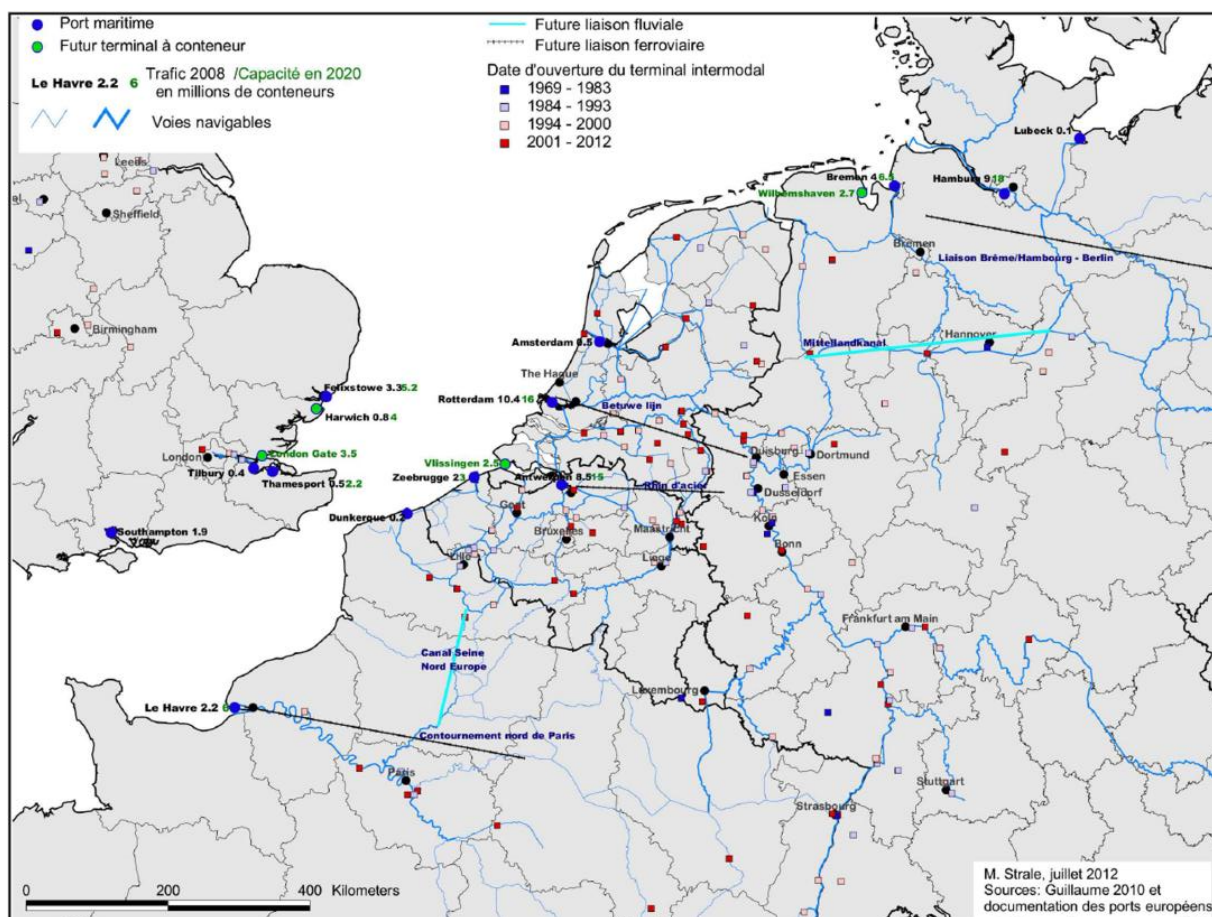 Port maritime
Futur terminal à conteneur
Le Havre 2.2 6 Trafic 2008 /Capacité en 2020
en millions de conteneurs
Voies navigables
Future liaison fluviale
Future liaison ferroviaire
Date d'ouverture du terminal intermodal
1969 - 1983
1984 - 1993
1994 - 2000
2001 - 2012
Lubeck 0.1
Leeds
Bremen 4 6.5
Hamburg 9 18
Wilhemshaven 2.7
Sheffield
Bremen
Liaison Brême/Hambourg - Berlin
Birmingham
Hannover
Amsterdam 0.5
Mittellandkanal
The Hague
Felixstowe 3.3 5.2
Rotterdam 10.4 16
Betuwe lijn
Harwich 0.8 4
London
London Gate 3.5
Duisburg
Dortmund
Vlissingen 2.5
Tilbury 0.4
Zeebrugge 2 3
Antwerpen 8.5 15
Essen
Thamesport 0.5 2.2
Rhin d'acier
Dusseldorf
Dunkerque 0.2
Gent
Southampton 1.9
Bruxelles
Maastricht
Koln
Bonn
Lille
Liege
Frankfurt am Main
Canal Seine
Nord Europe
Luxembourg
Le Havre 2.2 6
Contournement nord de Paris
Paris
Stuttgart
Strasbourg
0 200 400 Kilometers
M. Strale, juillet 2012
Sources: Guillaume 2010 et
documentation des ports européens